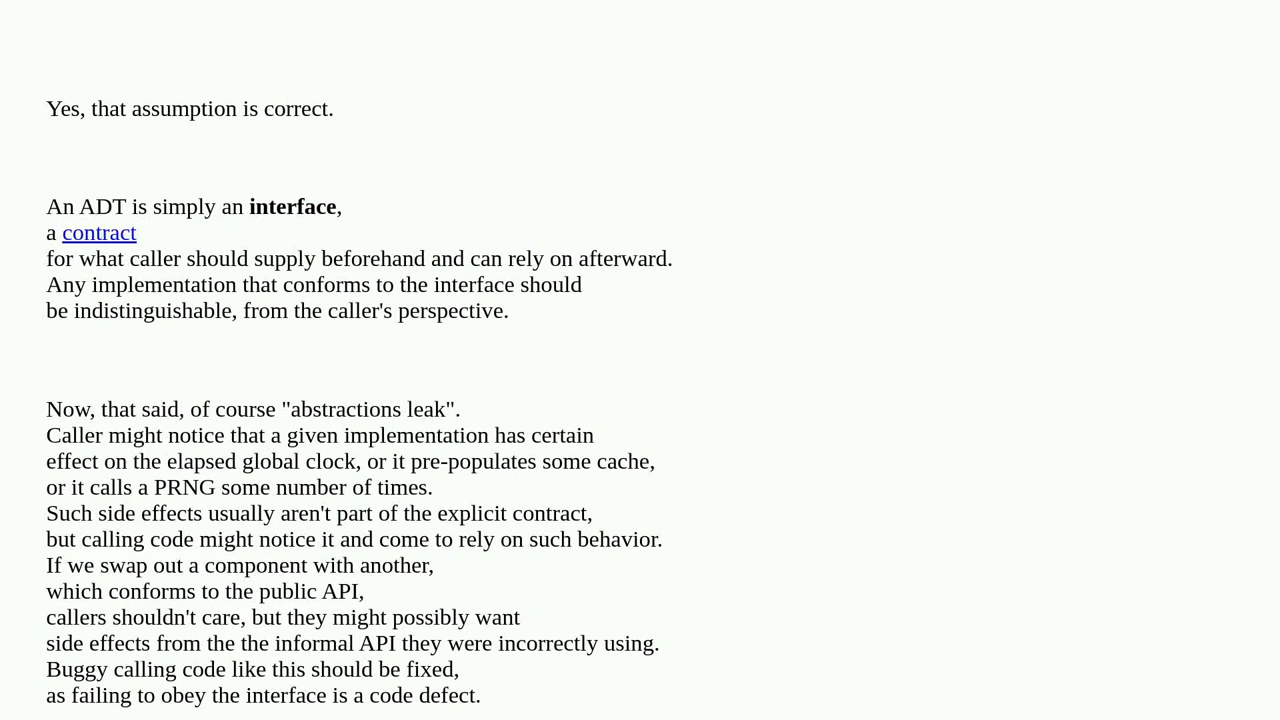 Yes, that assumption is correct.
An ADT is simply an interface,
a contract
for what caller should supply beforehand and can rely on afterward.
Any implementation that conforms to the interface should
be indistinguishable, from the caller's perspective.
Now, that said, of course "abstractions leak".
Caller might notice that a given implementation has certain
effect on the elapsed global clock, or it pre-populates some cache,
or it calls a PRNG some number of times.
Such side effects usually aren't part of the explicit contract,
but calling code might notice it and come to rely on such behavior.
If we swap out a component with another,
which conforms to the public API,
callers shouldn't care, but they might possibly want
side effects from the the informal API they were incorrectly using.
Buggy calling code like this should be fixed,
as failing to obey the interface is a code defect.